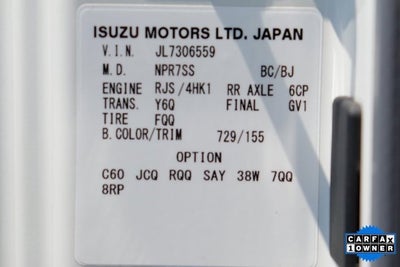 ISUZU MOTORS LTD. JAPAN
V.I.N. JL7306559
M.D. NPR7SS BC/BJ
ENGINE RJS/4HK1 RR AXLE 6CP
TRANS. Y6Q FINAL GV1
TIRE FQQ
B.COLOR/TRIM 729/155
OPTION
C60 JCQ RQQ SAY 38W 7QQ
8RP
CARFAX
1 OWNER